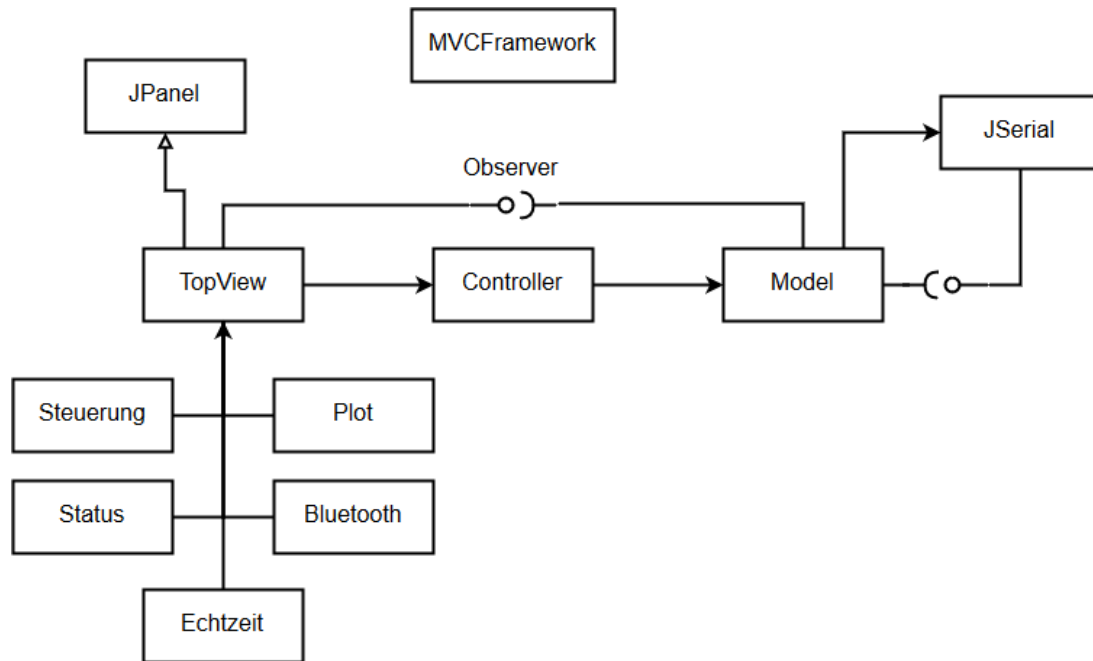 MVCFramework
JPanel
JSerial
Observer
TopView
Controller
Model
Steuerung
Plot
Status
Bluetooth
Echtzeit